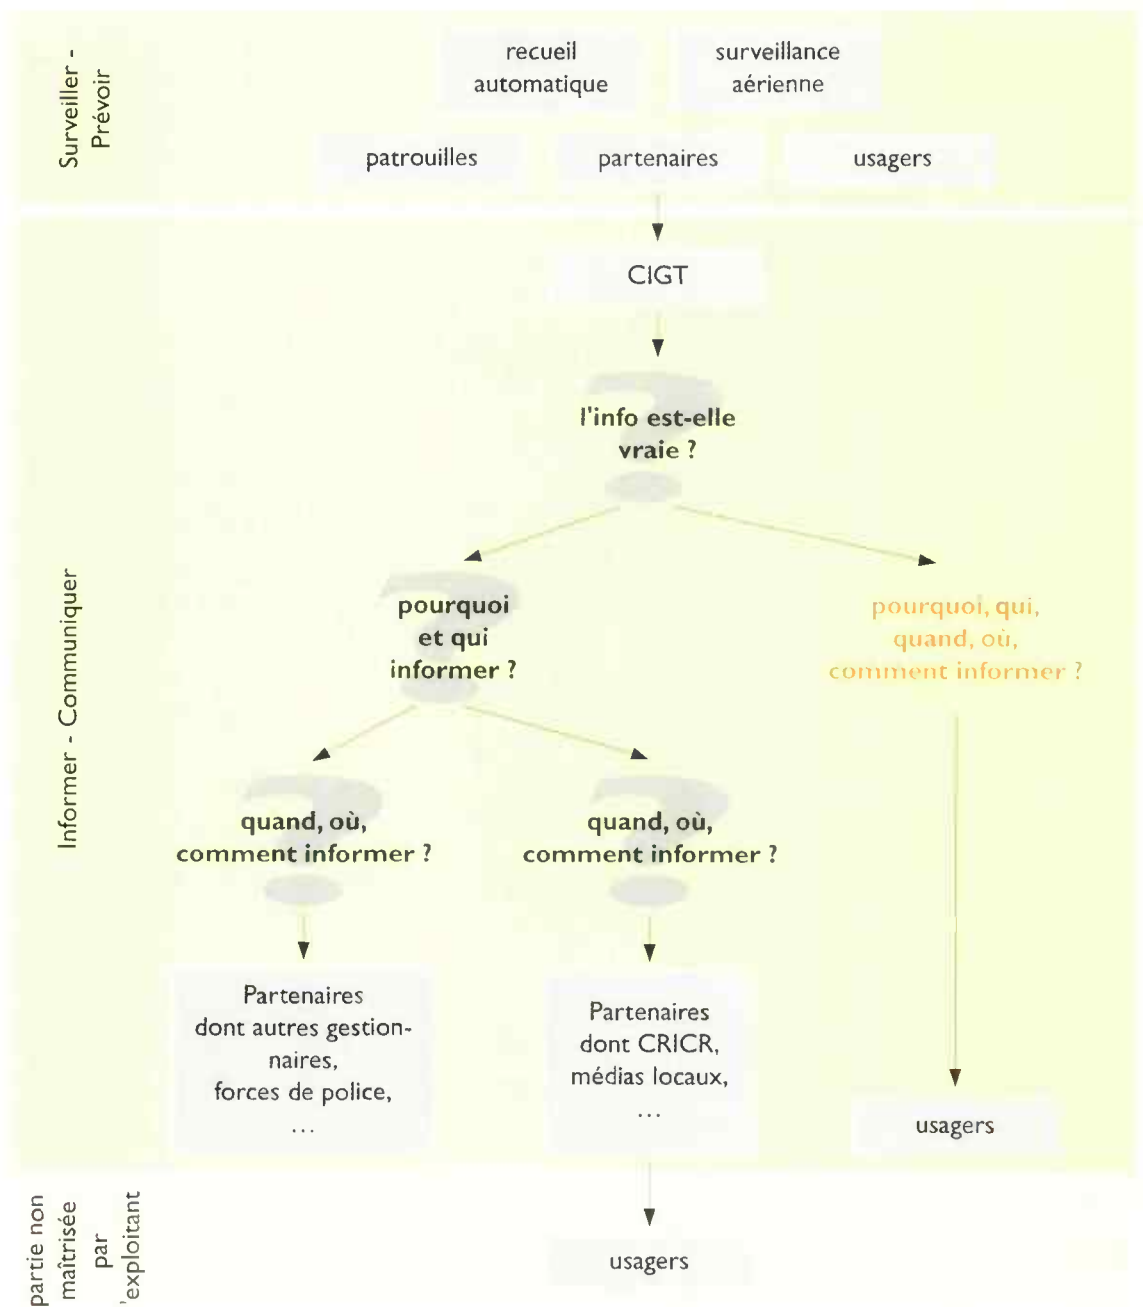 Surveiller -
Prévoir
recueil
automatique
surveillance
aérienne
patrouilles
partenaires
usagers
Informer - Communiquer
CIGT
l'info est-elle
vraie ?
pourquoi
et qui
informer ?
pourquoi, qui,
quand, où,
comment informer ?
quand, où,
comment informer ?
quand, où,
comment informer ?
Partenaires
dont autres gestion-
naires,
forces de police,
...
Partenaires
dont CRICR,
médias locaux,
...
usagers
partie non
maîtrisée
par
'exploitant
usagers